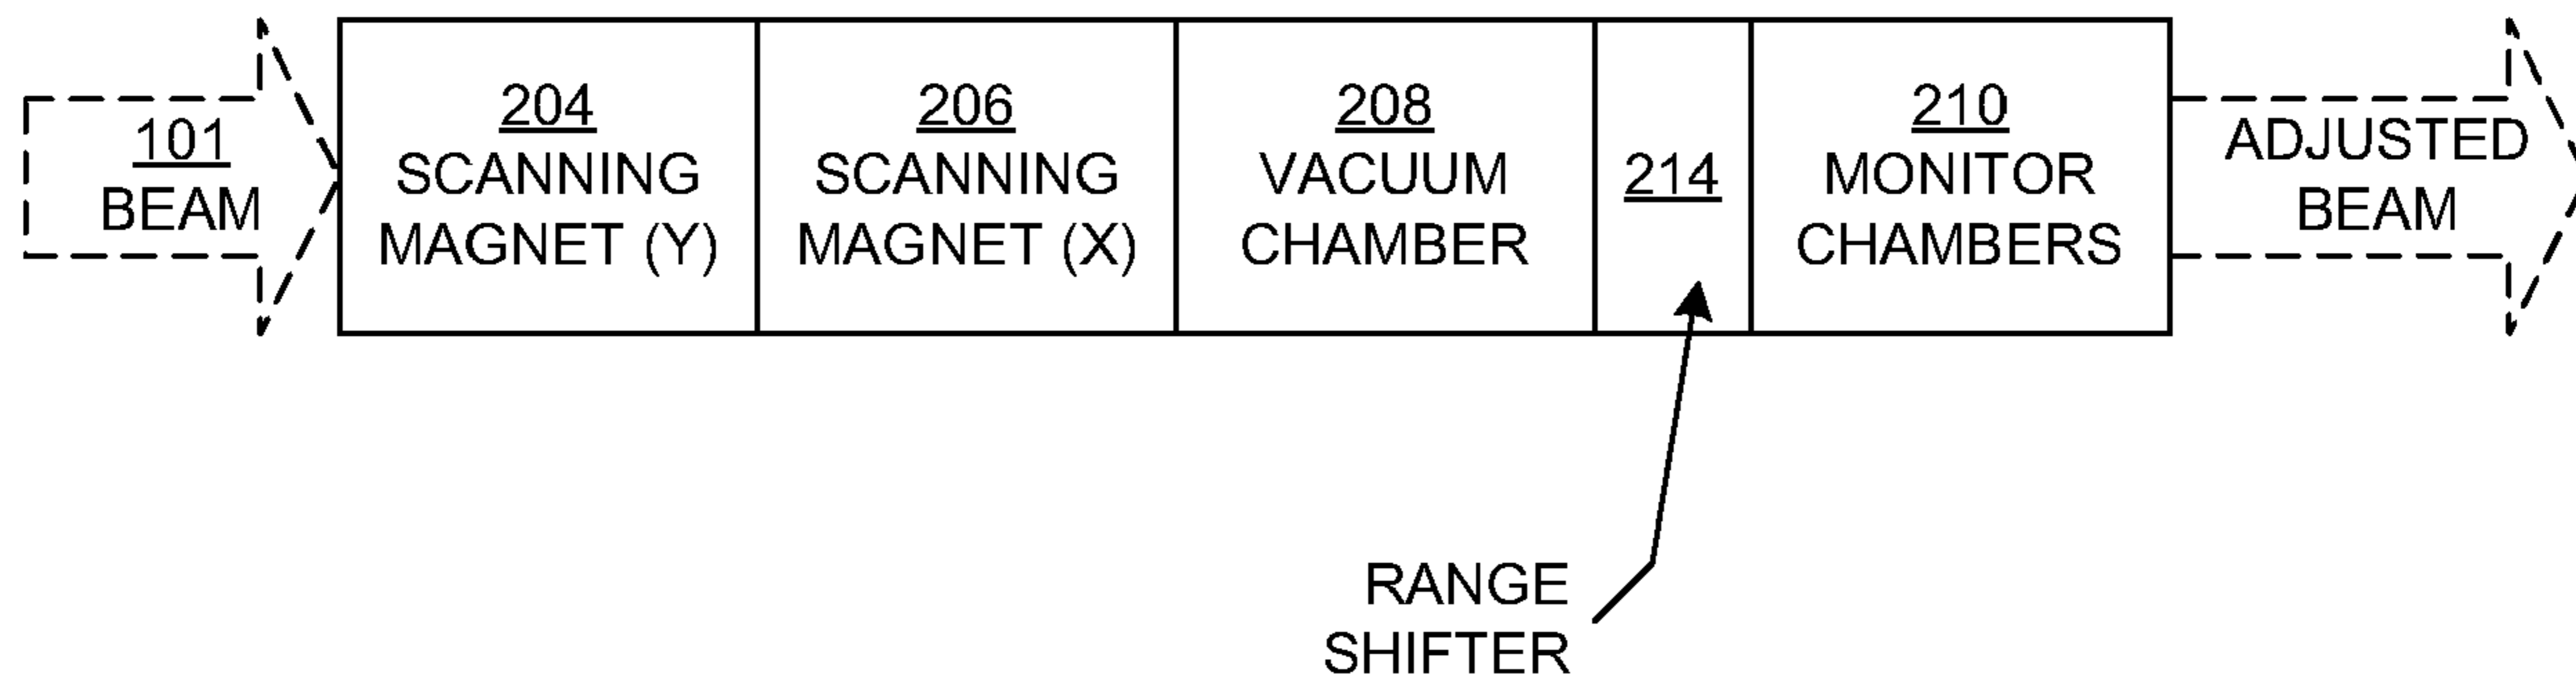 101
BEAM
204
SCANNING
MAGNET (Y)
206
SCANNING
MAGNET (X)
208
VACUUM
CHAMBER
214
210
MONITOR
CHAMBERS
ADJUSTED
BEAM
RANGE
SHIFTER